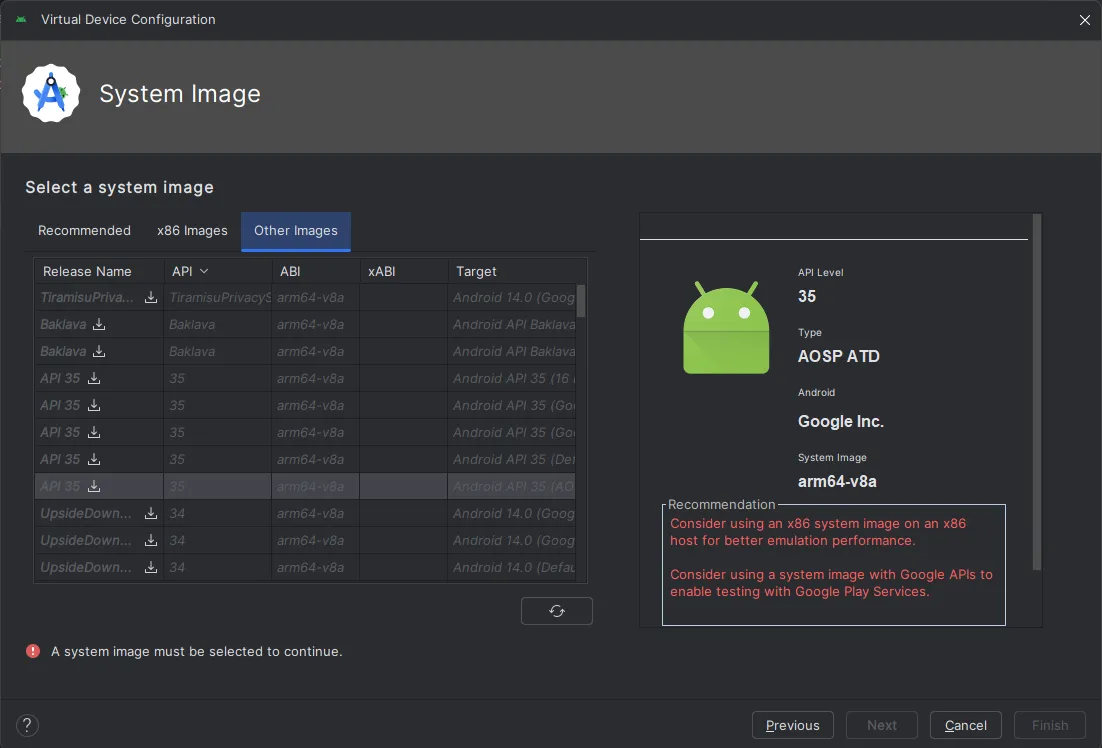 Virtual Device Configuration
System Image
Select a system image
Recommended x86 Images Other Images
Release Name API ABI xABI Target
TiramisuPriva... TiramisuPrivacyS arm64-v8a Android 14.0 (Goog
Baklava Baklava arm64-v8a Android API Baklava
Baklava Baklava arm64-v8a Android API Baklava
API 35 35 arm64-v8a Android API 35 (16
API 35 35 arm64-v8a Android API 35 (Goo
API 35 35 arm64-v8a Android API 35 (Goo
API 35 35 arm64-v8a Android API 35 (Def
API 35 35 arm64-v8a Android API 35 (AO
UpsideDown... 34 arm64-v8a Android 14.0 (Goog
UpsideDown... 34 arm64-v8a Android 14.0 (Goog
UpsideDown... 34 arm64-v8a Android 14.0 (Defau
A system image must be selected to continue.
API Level
35
Type
AOSP ATD
Android
Google Inc.
System Image
arm64-v8a
Recommendation
Consider using an x86 system image on an x86
host for better emulation performance.
Consider using a system image with Google APIs to
enable testing with Google Play Services.
? Previous Next Cancel Finish